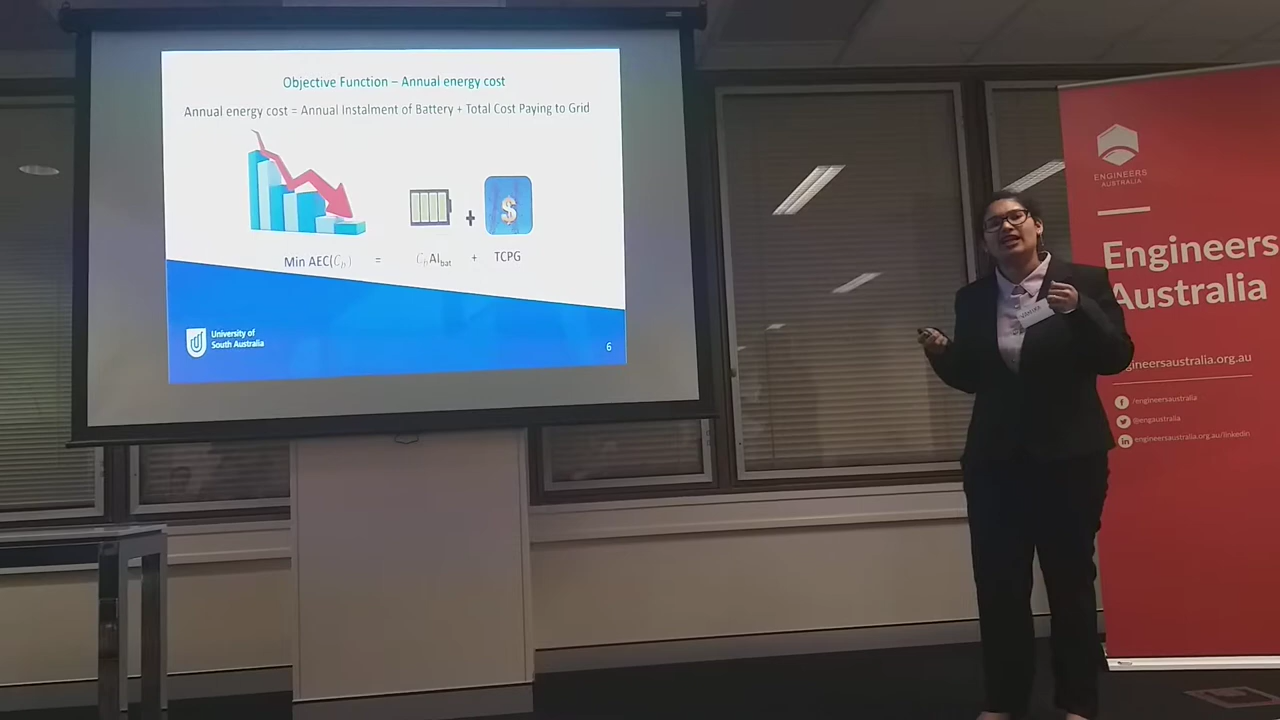 Objective Function – Annual energy cost
Annual energy cost = Annual Instalment of Battery + Total Cost Paying to Grid
$
+
Min AEC(C_b) = C_bAI_bat + TCPG
University of
South Australia
6
ENGINEERS
AUSTRALIA
Engineers
Australia
engineersaustralia.org.au
/engineersaustralia
@engaustralia
engineersaustralia.org.au/linkedin